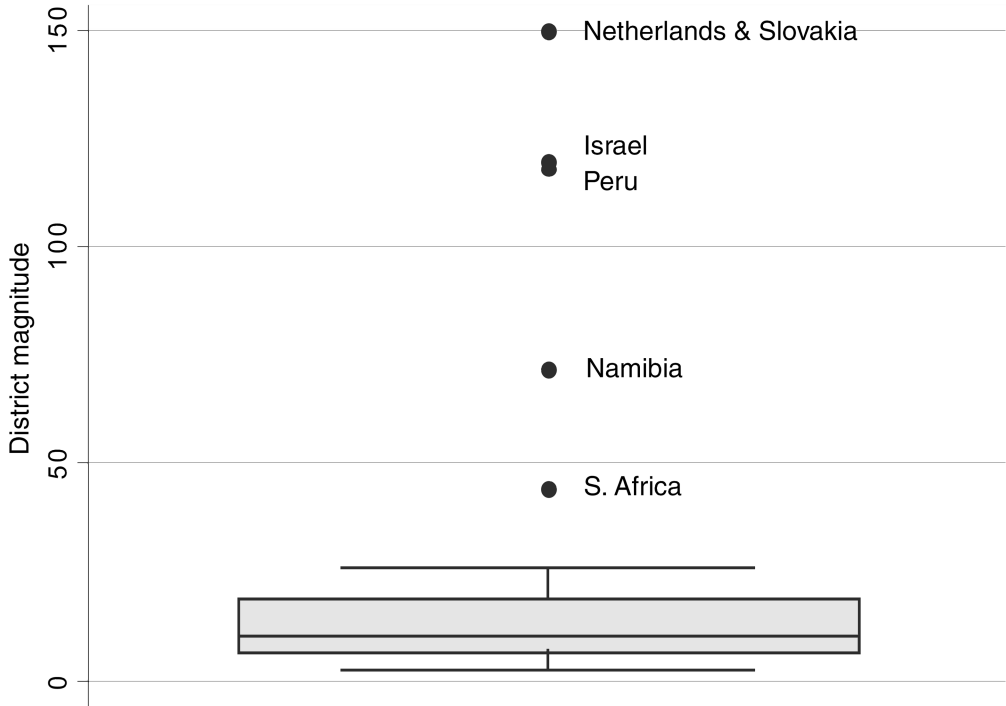 150
Netherlands & Slovakia
Israel
Peru
100
District magnitude
Namibia
50
S. Africa
0